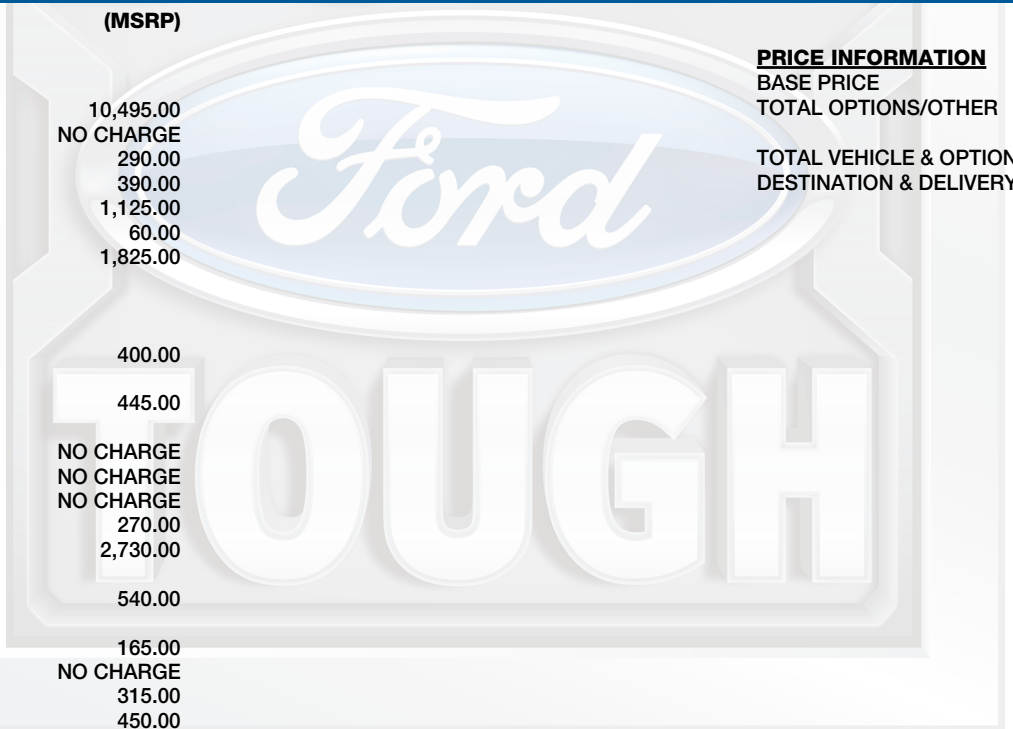 (MSRP)
10,495.00
NO CHARGE
290.00
390.00
1,125.00
60.00
1,825.00
400.00
445.00
NO CHARGE
NO CHARGE
NO CHARGE
270.00
2,730.00
540.00
165.00
NO CHARGE
315.00
450.00
PRICE INFORMATION
BASE PRICE
TOTAL OPTIONS/OTHER
TOTAL VEHICLE & OPTION
DESTINATION & DELIVERY
Ford
TOUGH